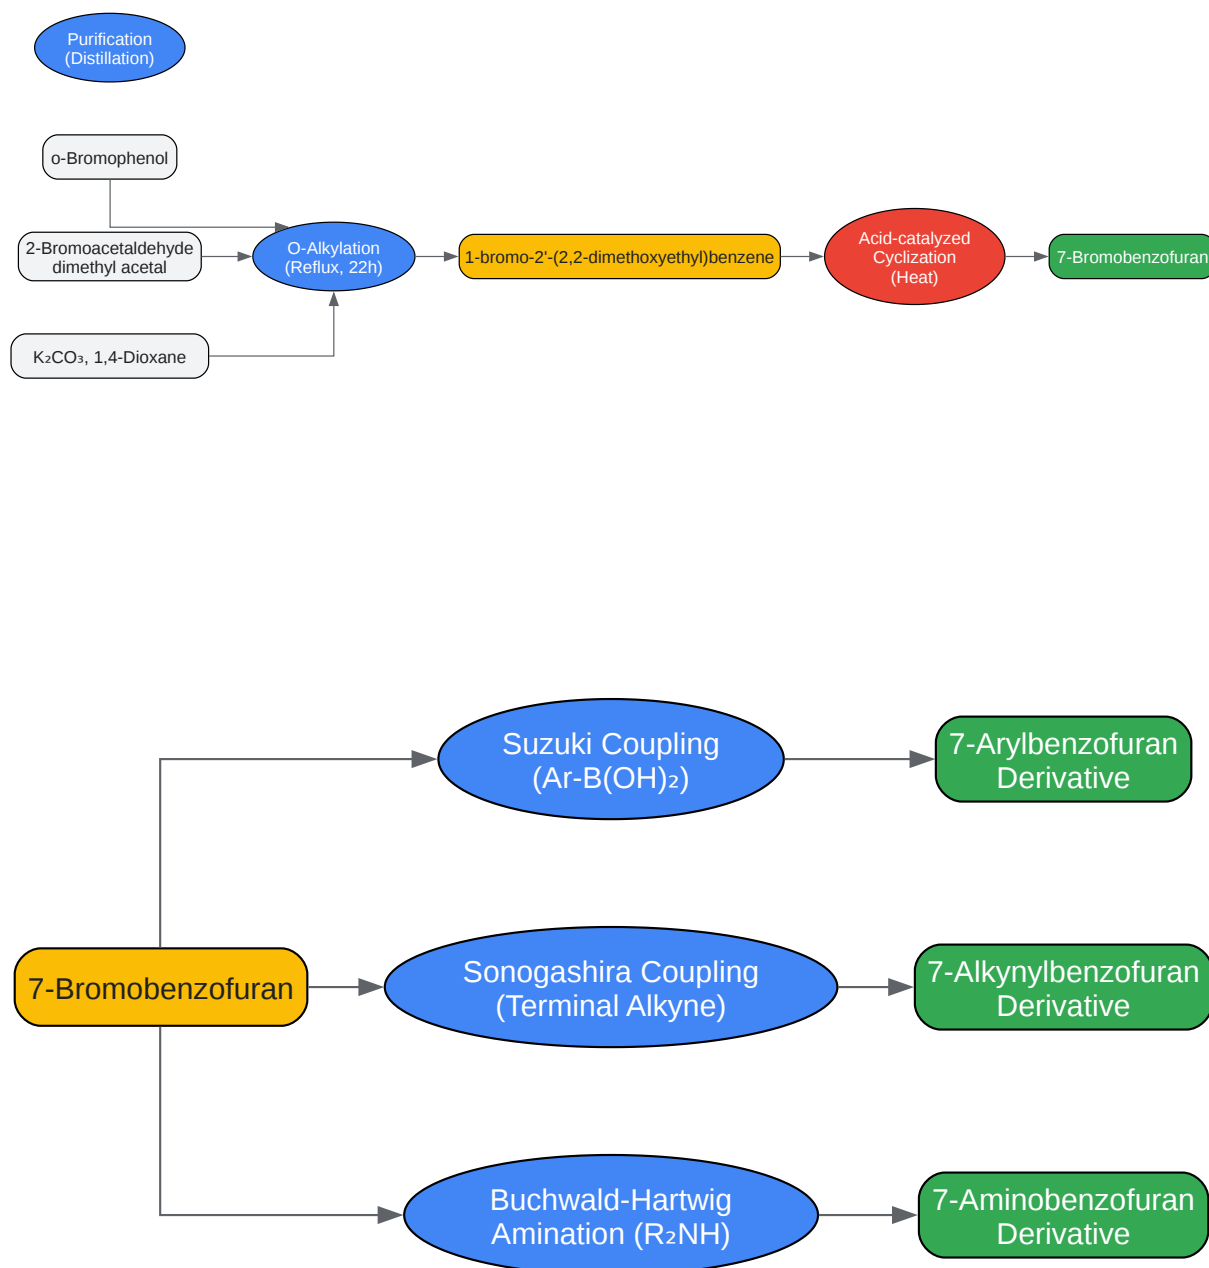 Purification
(Distillation)
o-Bromophenol
2-Bromoacetaldehyde
dimethyl acetal
K₂CO₃, 1,4-Dioxane
O-Alkylation
(Reflux, 22h)
1-bromo-2'-(2,2-dimethoxyethyl)benzene
Acid-catalyzed
Cyclization
(Heat)
7-Bromobenzofuran
7-Bromobenzofuran
Suzuki Coupling
(Ar-B(OH)₂)
7-Arylbenzofuran
Derivative
Sonogashira Coupling
(Terminal Alkyne)
7-Alkynylbenzofuran
Derivative
Buchwald-Hartwig
Amination (R₂NH)
7-Aminobenzofuran
Derivative